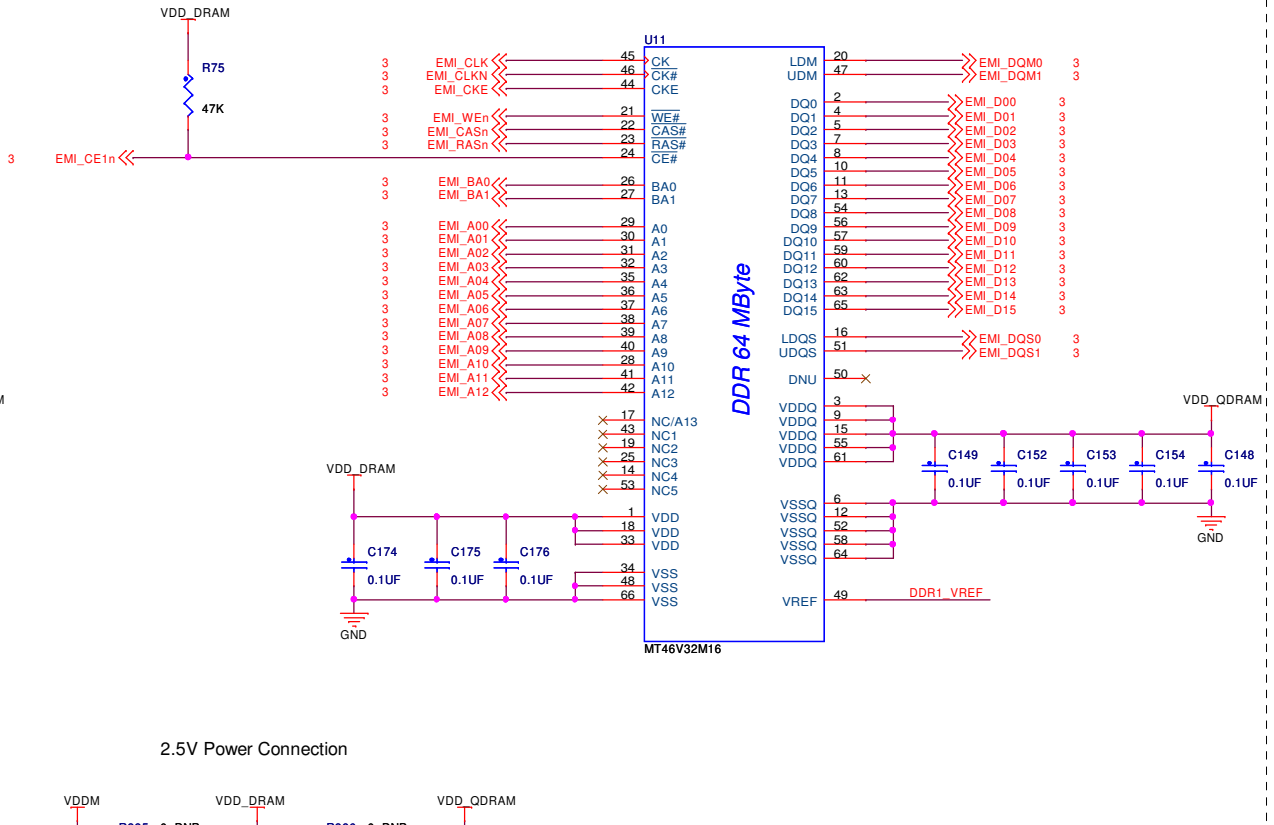 VDD_DRAM
R75
47K
3 EMI_CE1n
U11
3 EMI_CLK 45 CK
3 EMI_CLKN 46 CK#
3 EMI_CKE 44 CKE
3 EMI_WEn 21 WE#
3 EMI_CASn 22 CAS#
3 EMI_RASn 23 RAS#
24 CE#
3 EMI_BA0 26 BA0
3 EMI_BA1 27 BA1
3 EMI_A00 29 A0
3 EMI_A01 30 A1
3 EMI_A02 31 A2
3 EMI_A03 32 A3
3 EMI_A04 35 A4
3 EMI_A05 36 A5
3 EMI_A06 37 A6
3 EMI_A07 38 A7
3 EMI_A08 39 A8
3 EMI_A09 40 A9
3 EMI_A10 28 A10
3 EMI_A11 41 A11
3 EMI_A12 42 A12
17 NC/A13
43 NC1
19 NC2
25 NC3
14 NC4
53 NC5
1 VDD
18 VDD
33 VDD
34 VSS
48 VSS
66 VSS
DDR 64 MByte
LDM 20 EMI_DQM0 3
UDM 47 EMI_DQM1 3
DQ0 2 EMI_D00 3
DQ1 4 EMI_D01 3
DQ2 5 EMI_D02 3
DQ3 7 EMI_D03 3
DQ4 8 EMI_D04 3
DQ5 10 EMI_D05 3
DQ6 11 EMI_D06 3
DQ7 13 EMI_D07 3
DQ8 54 EMI_D08 3
DQ9 56 EMI_D09 3
DQ10 57 EMI_D10 3
DQ11 59 EMI_D11 3
DQ12 60 EMI_D12 3
DQ13 62 EMI_D13 3
DQ14 63 EMI_D14 3
DQ15 65 EMI_D15 3
LDQS 16 EMI_DQS0 3
UDQS 51 EMI_DQS1 3
DNU 50
VDDQ 3
VDDQ 9
VDDQ 15
VDDQ 55
VDDQ 61
VSSQ 6
VSSQ 12
VSSQ 52
VSSQ 58
VSSQ 64
VREF 49 DDR1_VREF
MT46V32M16
VDD_DRAM
C174 C175 C176
0.1UF 0.1UF 0.1UF
GND
VDD_QDRAM
C149 C152 C153 C154 C148
0.1UF 0.1UF 0.1UF 0.1UF 0.1UF
GND
2.5V Power Connection
VDDM VDD_DRAM VDD_QDRAM